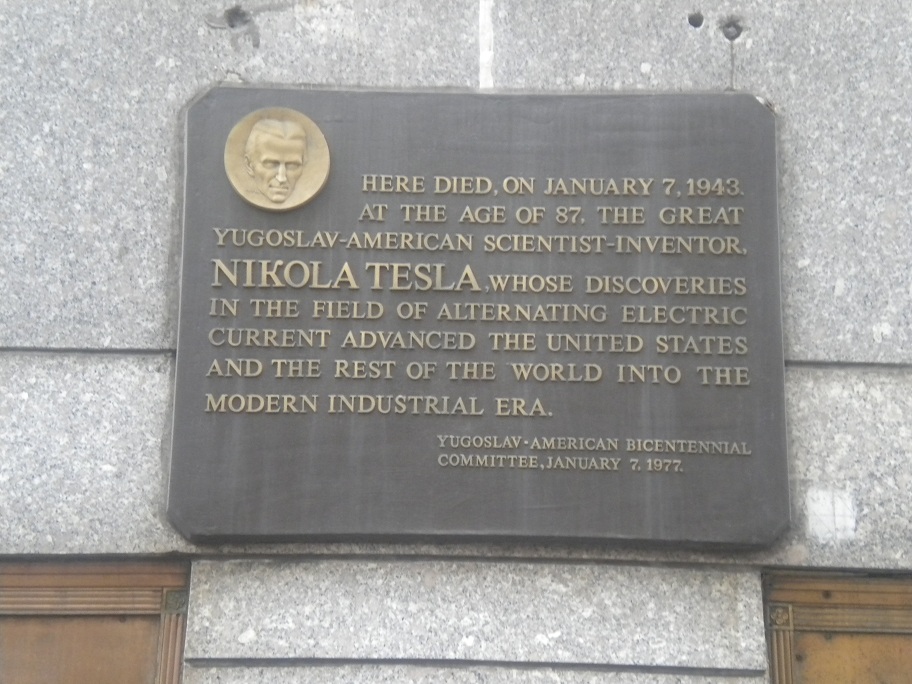 HERE DIED, ON JANUARY 7, 1943.
AT THE AGE OF 87. THE GREAT
YUGOSLAV-AMERICAN SCIENTIST-INVENTOR,
NIKOLA TESLA, WHOSE DISCOVERIES
IN THE FIELD OF ALTERNATING ELECTRIC
CURRENT ADVANCED THE UNITED STATES
AND THE REST OF THE WORLD INTO THE
MODERN INDUSTRIAL ERA.
YUGOSLAV-AMERICAN BICENTENNIAL
COMMITTEE, JANUARY 7. 1977.